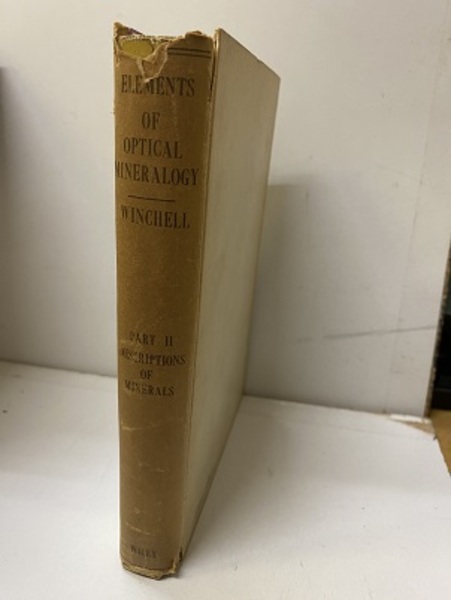 ELEMENTS
OF
OPTICAL
MINERALOGY
WINCHELL
PART II
DESCRIPTIONS
OF
MINERALS
WILEY